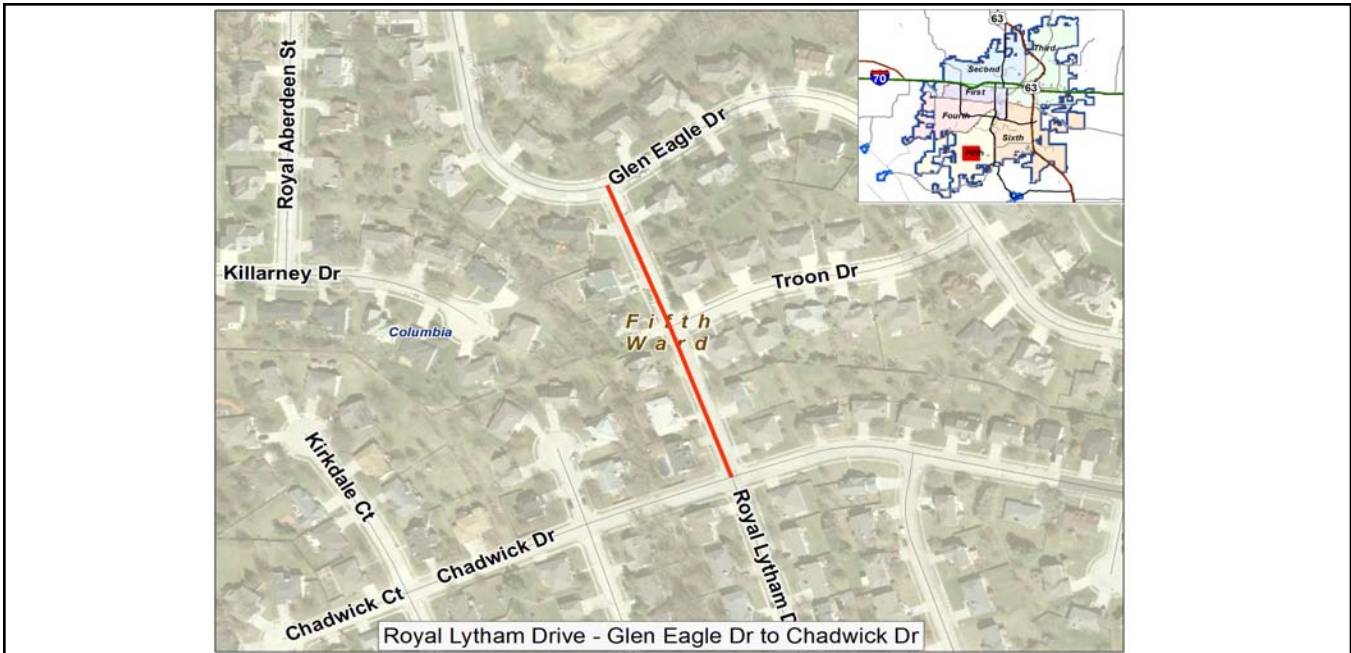 63
Third
Second
70
63
First
Fourth
Sixth
Fifth
Royal Aberdeen St
Glen Eagle Dr
Killarney Dr
Troon Dr
Columbia
Fifth
Ward
Kirkdale Ct
Royal Lytham D
Chadwick Dr
Chadwick Ct
Royal Lytham Drive - Glen Eagle Dr to Chadwick Dr